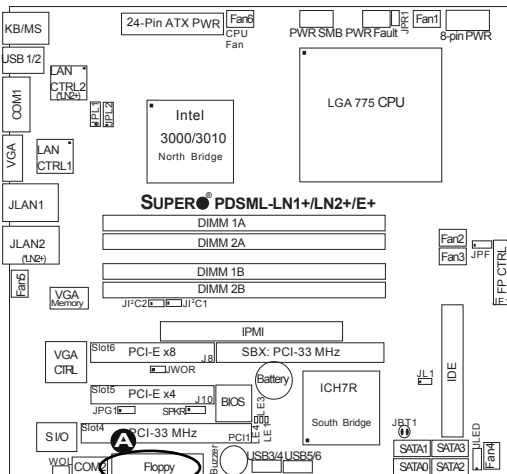 KB/MS
24-Pin ATX PWR
Fan6
CPU
Fan
PWR SMB
PWR Fault
JPR1
Fan1
8-pin PWR
USB 1/2
LAN
CTRL2
(*LN2+)
COM1
JPL1
JPL2
Intel
3000/3010
North Bridge
LGA 775 CPU
VGA
LAN
CTRL1
JLAN1
SUPER® PDSML-LN1+/LN2+/E+
DIMM 1A
JLAN2
(*LN2+)
DIMM 2A
Fan2
Fan3
JPF
FP CTRL
DIMM 1B
DIMM 2B
Fan5
VGA
Memory
JI²C2
JI²C1
IPMI
IDE
VGA
CTRL
Slot6
PCI-E x8
J8
SBX: PCI-33 MHz
JWOR
Battery
ICH7R
South Bridge
Slot5
PCI-E x4
J10
BIOS
JPG1
SPKR
LE3
LE4
LE1
JBT1
S I/O
Slot4
A
PCI-33 MHz
PCI1
JLED
Fan4
SATA1
SATA3
WOL
COM2
Floppy
Buzzer
USB3/4
USB5/6
SATA0
SATA2